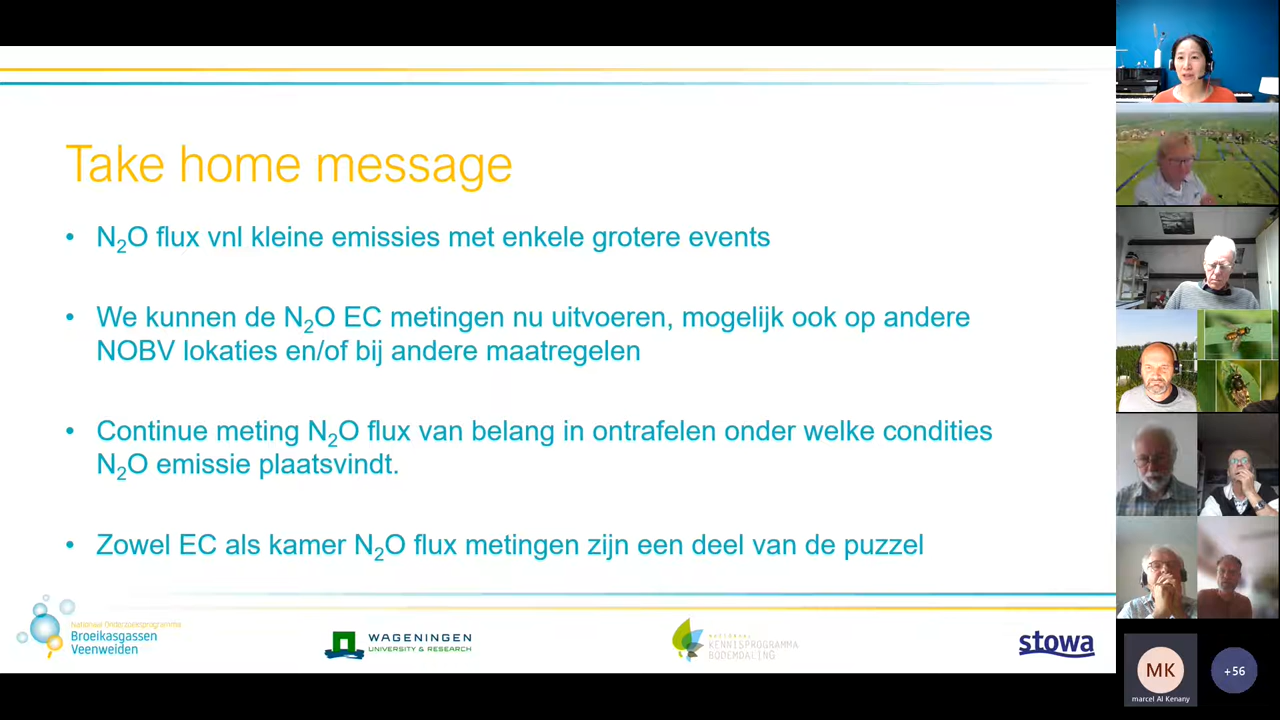 Take home message
• N₂O flux vnl kleine emissies met enkele grotere events
• We kunnen de N₂O EC metingen nu uitvoeren, mogelijk ook op andere
NOBV lokaties en/of bij andere maatregelen
• Continue meting N₂O flux van belang in ontrafelen onder welke condities
N₂O emissie plaatsvindt.
• Zowel EC als kamer N₂O flux metingen zijn een deel van de puzzel
Nationaal Onderzoeksprogramma
Broeikasgassen
Veenweiden
WAGENINGEN
UNIVERSITY & RESEARCH
NATIONAAL
KENNISPROGRAMMA
BODEMDALING
stowa
MK
marcel Al Kenany
+56